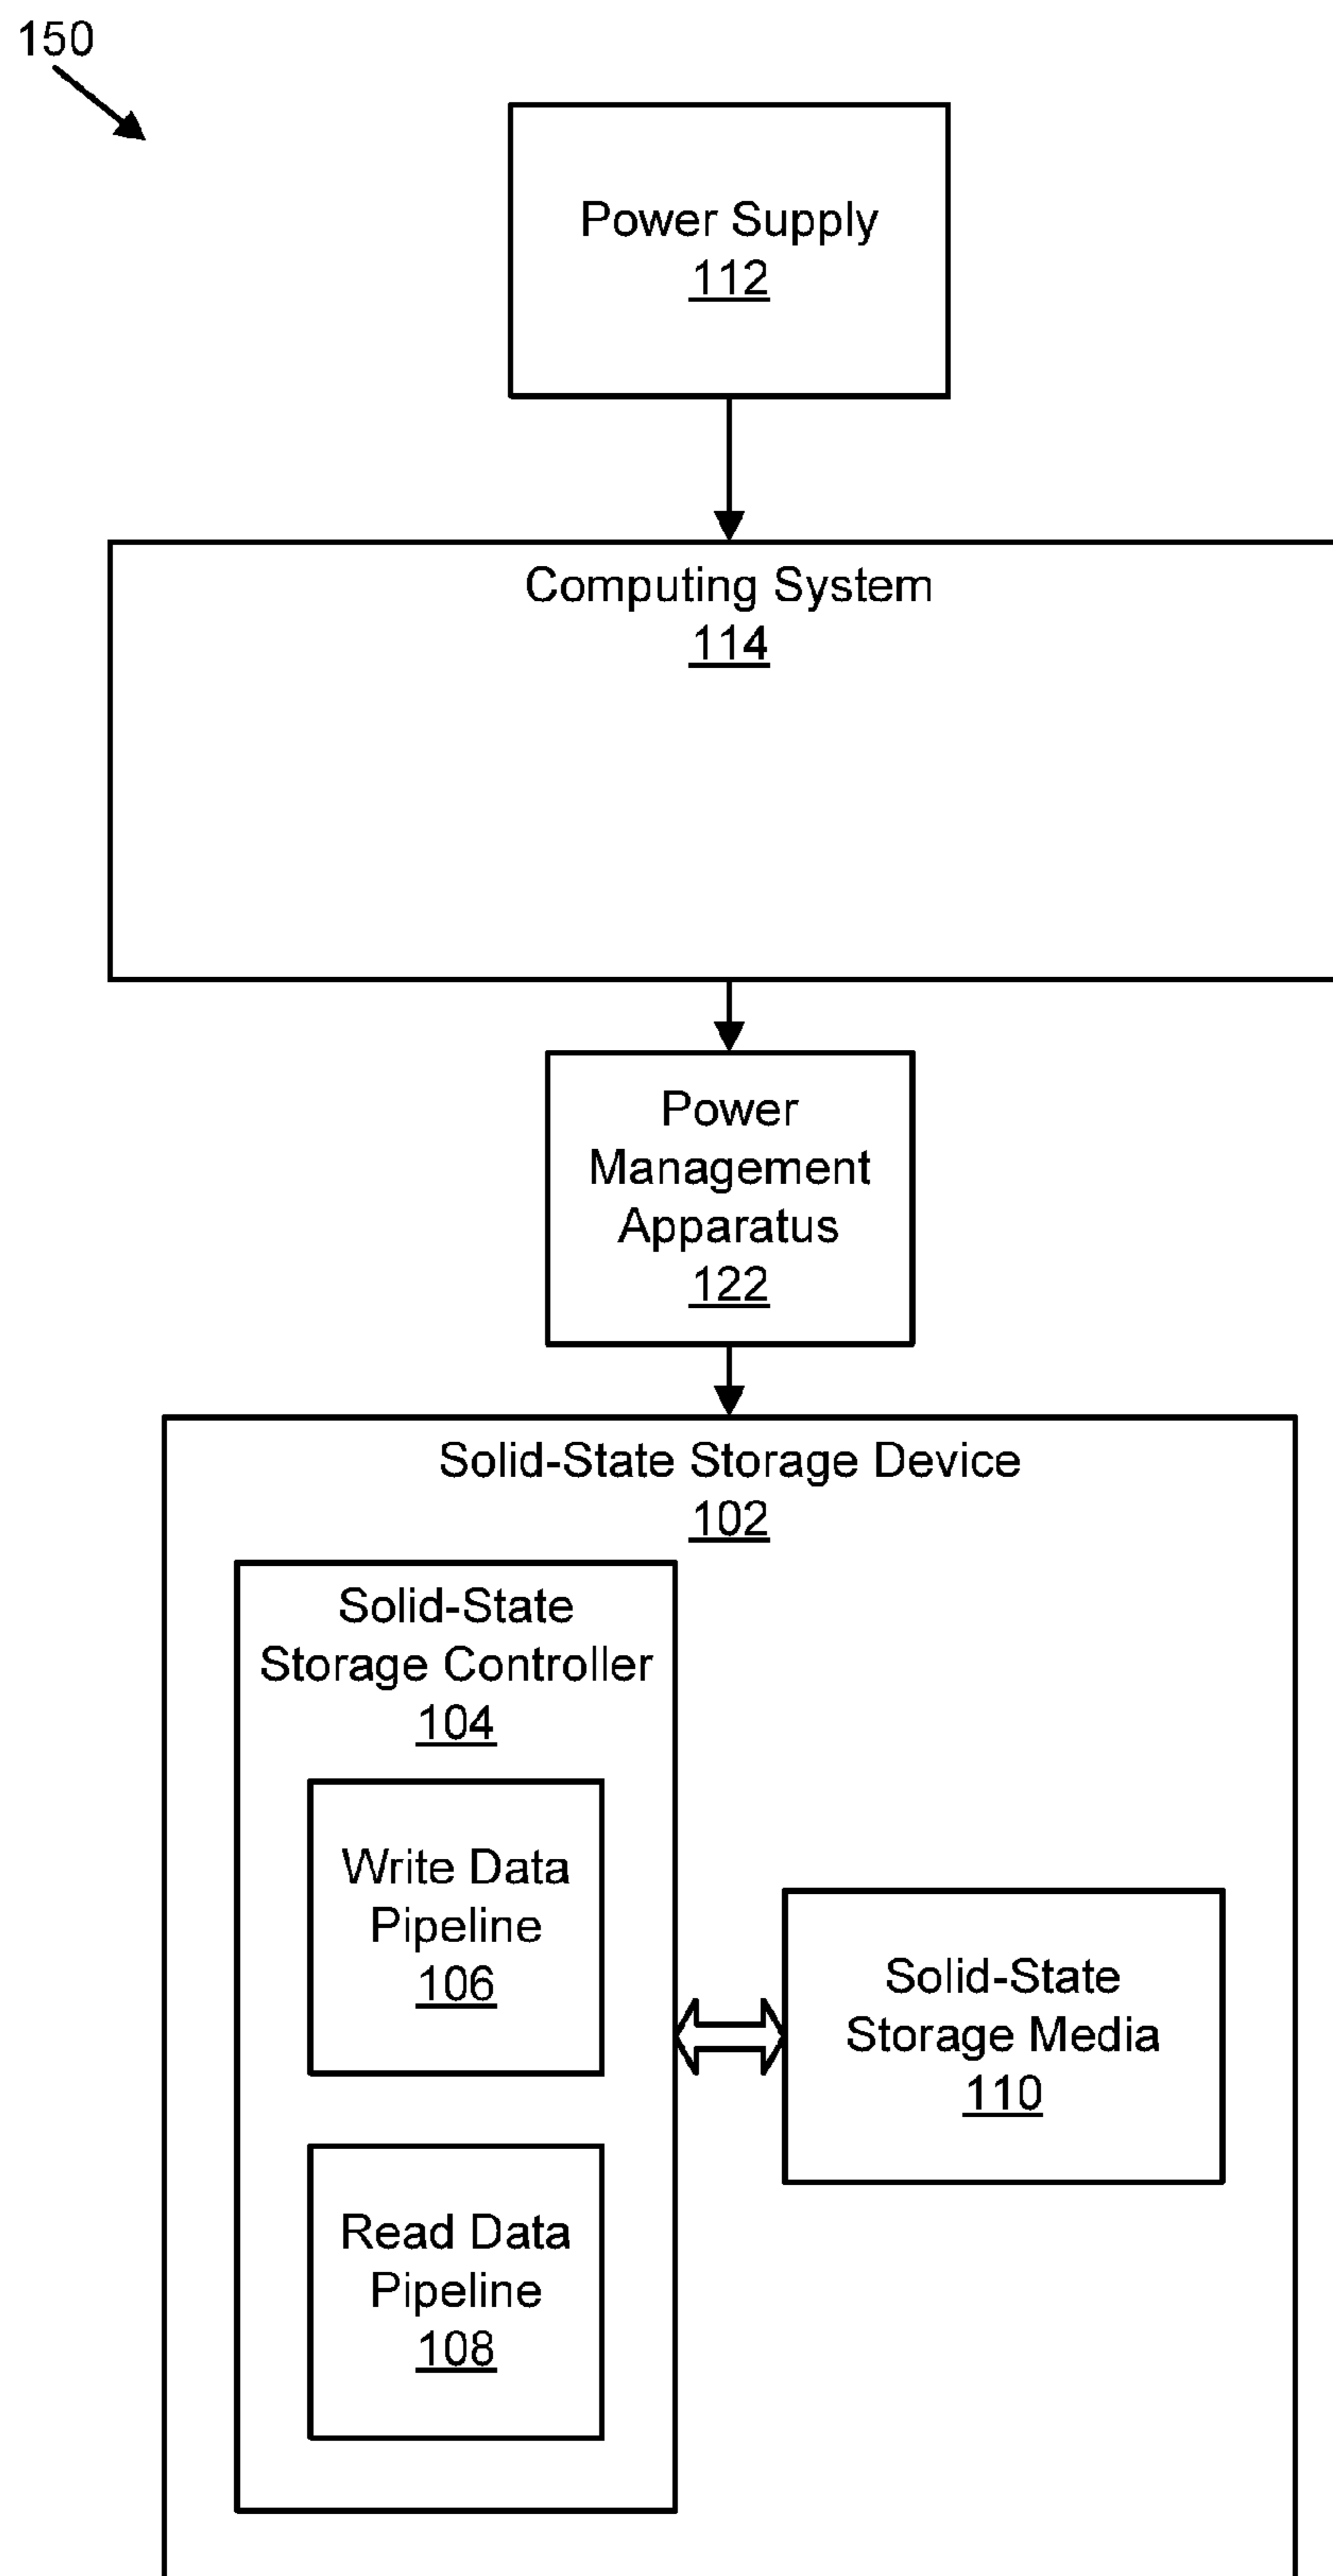 150
Power Supply
112
Computing System
114
Power
Management
Apparatus
122
Solid-State Storage Device
102
Solid-State
Storage Controller
104
Write Data
Pipeline
106
Solid-State
Storage Media
110
Read Data
Pipeline
108